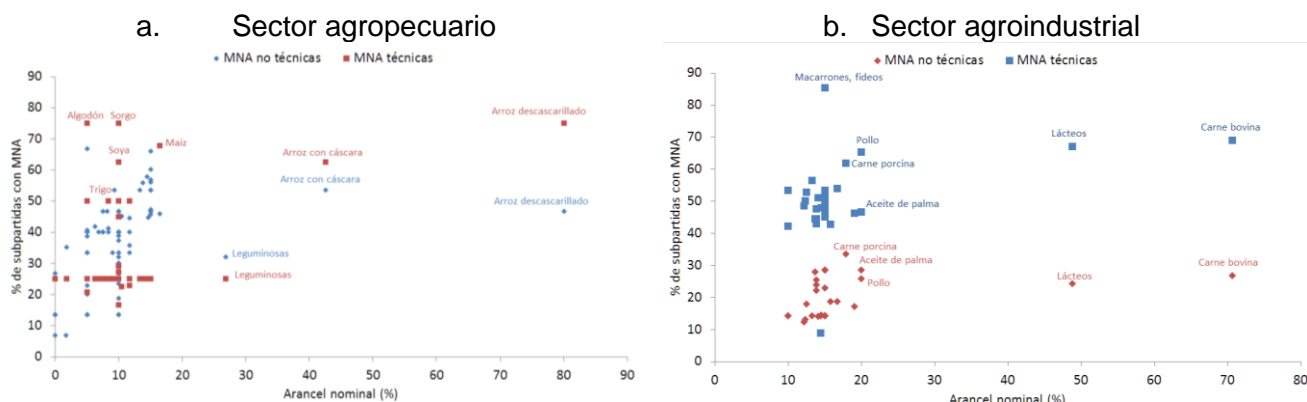 a. Sector agropecuario
MNA no técnicas MNA técnicas
% de subpartidas con MNA
90
80
70
60
50
40
30
20
10
0
Algodón Sorgo
Soya
Maíz
Trigo
Arroz descascarillado
Arroz con cáscara
Arroz con cáscara
Arroz descascarillado
Leguminosas
Leguminosas
0 10 20 30 40 50 60 70 80 90
Arancel nominal (%)
b. Sector agroindustrial
MNA no técnicas MNA técnicas
% de subpartidas con MNA
90
80
70
60
50
40
30
20
10
0
Macarrones, fideos
Pollo
Carne porcina
Lácteos
Carne bovina
Aceite de palma
Carne porcina
Aceite de palma
Pollo
Lácteos
Carne bovina
0 10 20 30 40 50 60 70 80
Arancel nominal (%)